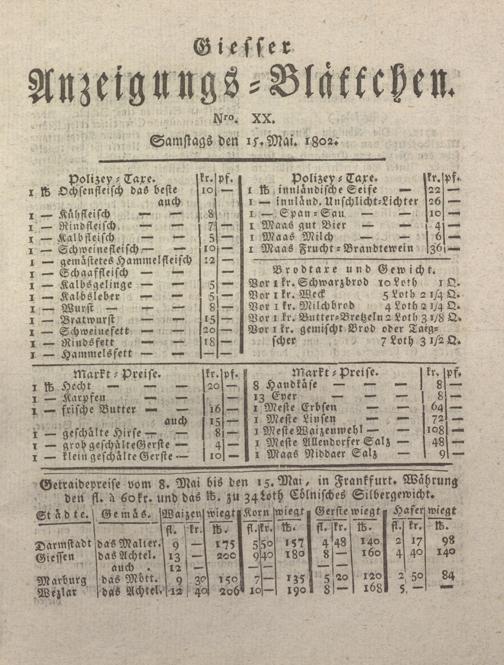 Giesser
Anzeigungs-Blättchen.
Nro. XX.
Samstags den 15. Mai. 1802.
Polizey-Taxe. kr. pf.
1 ℔ Ochsenfleisch das beste 10 —
auch
1 — Kühfleisch — — 8 —
1 — Rindfleisch — — 7 —
1 — Kalbfleisch — — 5 —
1 — Schweinefleisch — — 10 —
1 — gemästetes Hammelfleisch 12 —
1 — Schaaffleisch — —
1 — Kalbsgelinge — — 5 —
1 — Kalbsleber — — 5 —
1 — Wurst — — 8 —
1 — Bratwurst — — 15 —
1 — Schweinefett — — 20 —
1 — Rindsfett — — 18 —
1 — Hammelsfett — —
Polizey-Taxe. kr. pf.
1 ℔ innländische Seife — 22 —
1 — innländ. Unschlicht-Lichter 26 —
1 — Span-Sau — — 10 —
1 Maas gut Bier — — 4 —
1 Maas Milch — — 6 —
1 Maas Frucht-Brandtewein 36 —
Brodtaxe und Gewicht.
Vor 1 kr. Schwarzbrod 10 Loth 1 Q.
Vor 1 kr. Weck 5 Loth 2 1/4 Q.
Vor 1 kr. Milchbrod 4 Loth 2 1/4 Q.
Vor 1 kr. Butter-Bretzeln 2 Loth 3 1/8 Q.
Vor 1 kr. gemischt Brod oder Taig-
scher 7 Loth 3 1/2 Q.
Markt-Preise. kr. pf.
1 ℔ Hecht — — 20 —
1 — Karpfen — —
1 — frische Butter — — 16 —
auch 15 —
1 — geschälte Hirse — — 8 —
1 — grob geschälte Gerste 4 —
1 — klein geschälte Gerste — 10 —
Markt-Preise. kr. pf.
8 Handkäse — — 8 —
13 Eyer — — 8 —
1 Meste Erbsen — — 64 —
1 Meste Linsen — — 72 —
1 Meste Waizenmehl — — 108 —
1 Meste Allendorfer Salz — 48 —
1 Maas Niddaer Salz — 9 —
Getraidepreise vom 8. Mai bis den 15. Mai, in Frankfurt. Währung
den fl. à 60 kr. und das ℔. zu 34 Loth Cölnisches Silbergewicht.
Städte. Gemäs. Waizen wiegt Korn wiegt Gerste wiegt Hafer wiegt
fl. kr. ℔. fl. kr. ℔. fl. kr. ℔. fl. kr. ℔.
Darmstadt das Malter. 9 — 175 5 50 157 4 48 140 2 17 98
Giessen das Achtel. 13 — 200 9 40 180 8 — 160 4 40 140
auch . 12 —
Marburg das Mött. 9 30 150 7 — 135 5 20 120 2 50 84
Wezlar das Achtel. 12 40 206 10 — 190 8 — 168 5 —